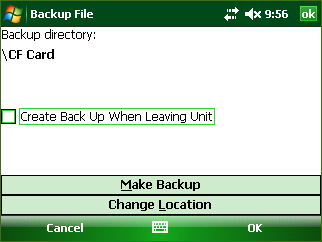 Backup File
9:56
ok
Backup directory:
\CF Card
Create Back Up When Leaving Unit
Make Backup
Change Location
Cancel
OK